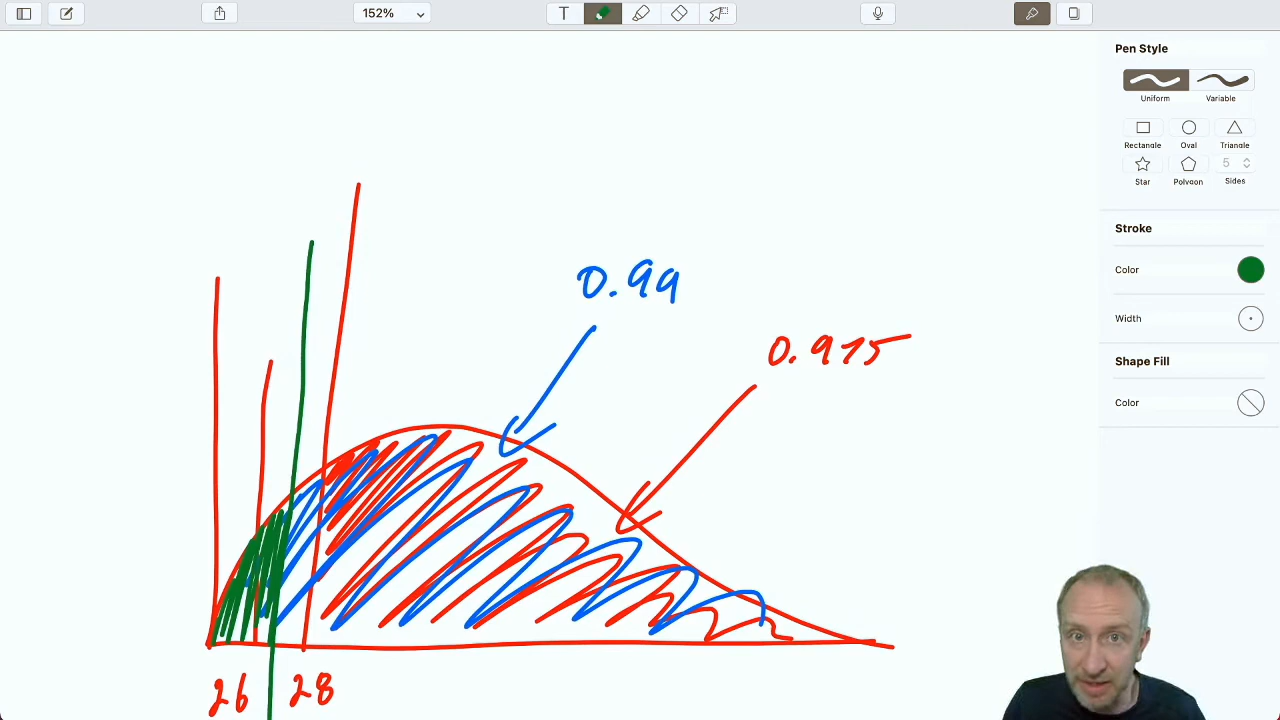 152%
T
Pen Style
Uniform Variable
Rectangle Oval Triangle
5
Star Polygon Sides
Stroke
Color
Width
Shape Fill
Color
0.99
0.975
26 28